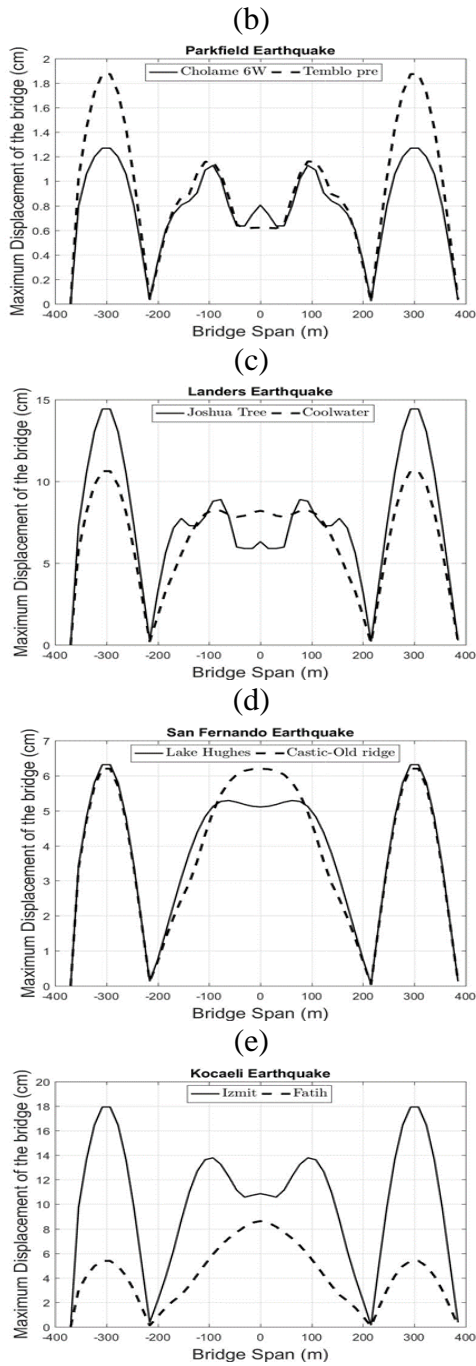 (b)
Parkfield Earthquake
Cholame 6W Temblo pre
Maximum Displacement of the bridge (cm)
2
1.8
1.6
1.4
1.2
1
0.8
0.6
0.4
0.2
0
-400 -300 -200 -100 0 100 200 300 400
Bridge Span (m)
(c)
Landers Earthquake
Joshua Tree Coolwater
Maximum Displacement of the bridge (cm)
15
10
5
0
-400 -300 -200 -100 0 100 200 300 400
Bridge Span (m)
(d)
San Fernando Earthquake
Lake Hughes Castic-Old ridge
Maximum Displacement of the bridge (cm)
7
6
5
4
3
2
1
0
-400 -300 -200 -100 0 100 200 300 400
Bridge Span (m)
(e)
Kocaeli Earthquake
Izmit Fatih
Maximum Displacement of the bridge (cm)
20
18
16
14
12
10
8
6
4
2
0
-400 -300 -200 -100 0 100 200 300 400
Bridge Span (m)